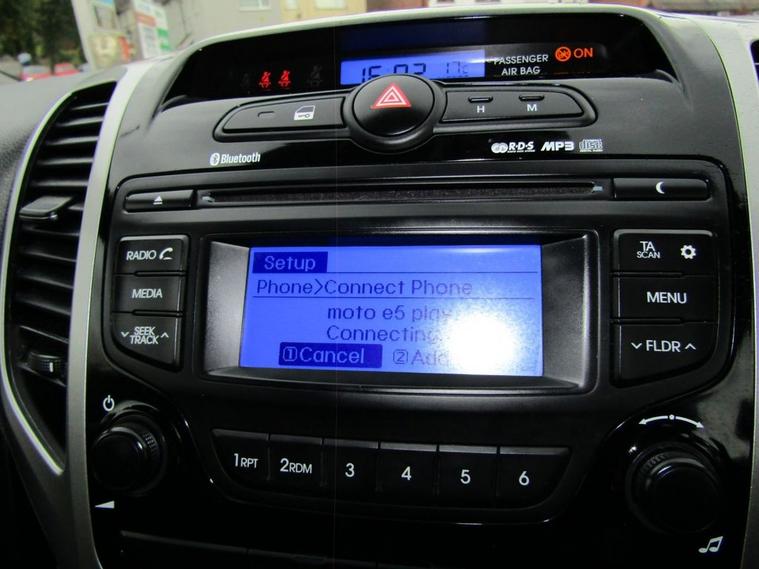 PASSENGER
AIR BAG
ON
H
M
Bluetooth
R·D·S
MP3
RADIO
MEDIA
SEEK
TRACK
Setup
Phone>Connect Phone
moto e5 play
Connecting
①Cancel
②Add
TA
SCAN
MENU
FLDR
1RPT
2RDM
3
4
5
6